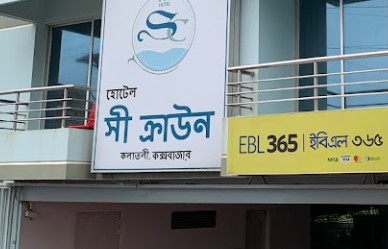 হোটেল
সী ক্রাউন
কলাতলী, কক্সবাজার
EBL 365 | ইবিএল ৩৬৫